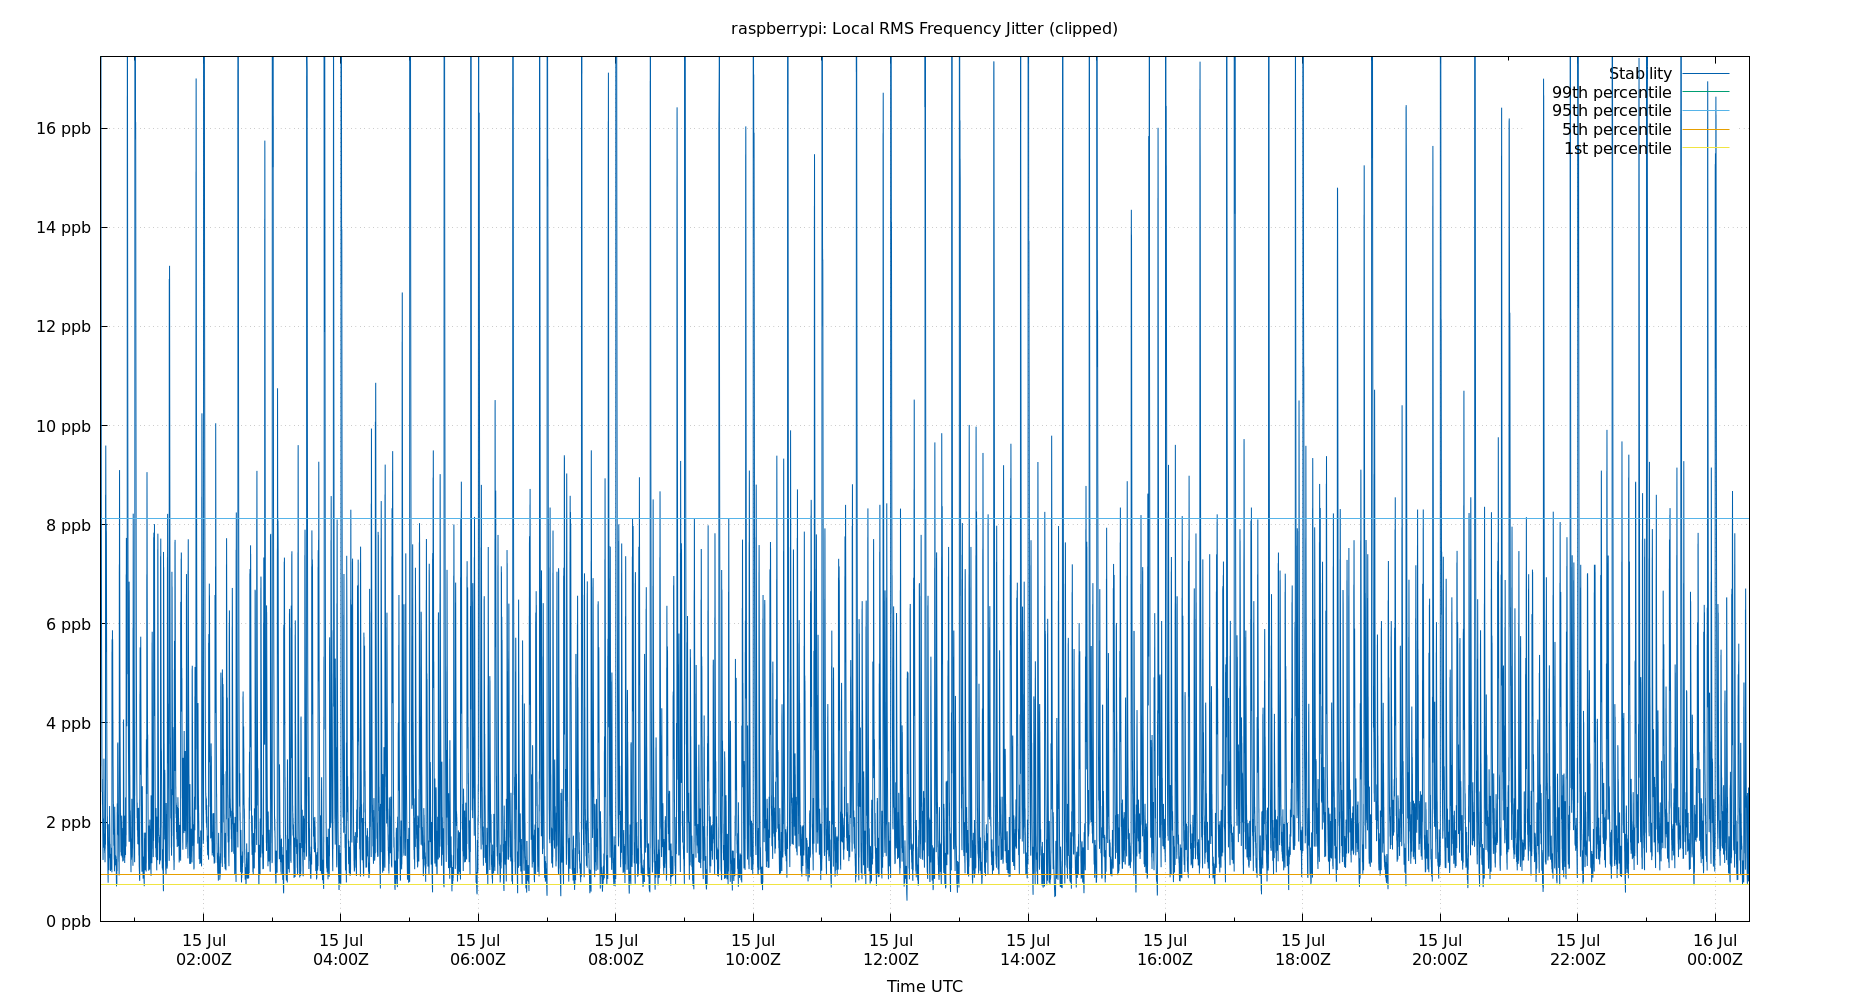 raspberrypi: Local RMS Frequency Jitter (clipped)
Stability
99th percentile
95th percentile
5th percentile
1st percentile
16 ppb
14 ppb
12 ppb
10 ppb
8 ppb
6 ppb
4 ppb
2 ppb
0 ppb
15 Jul 15 Jul 15 Jul 15 Jul 15 Jul 15 Jul 15 Jul 15 Jul 15 Jul 15 Jul 15 Jul 16 Jul
02:00Z 04:00Z 06:00Z 08:00Z 10:00Z 12:00Z 14:00Z 16:00Z 18:00Z 20:00Z 22:00Z 00:00Z
Time UTC